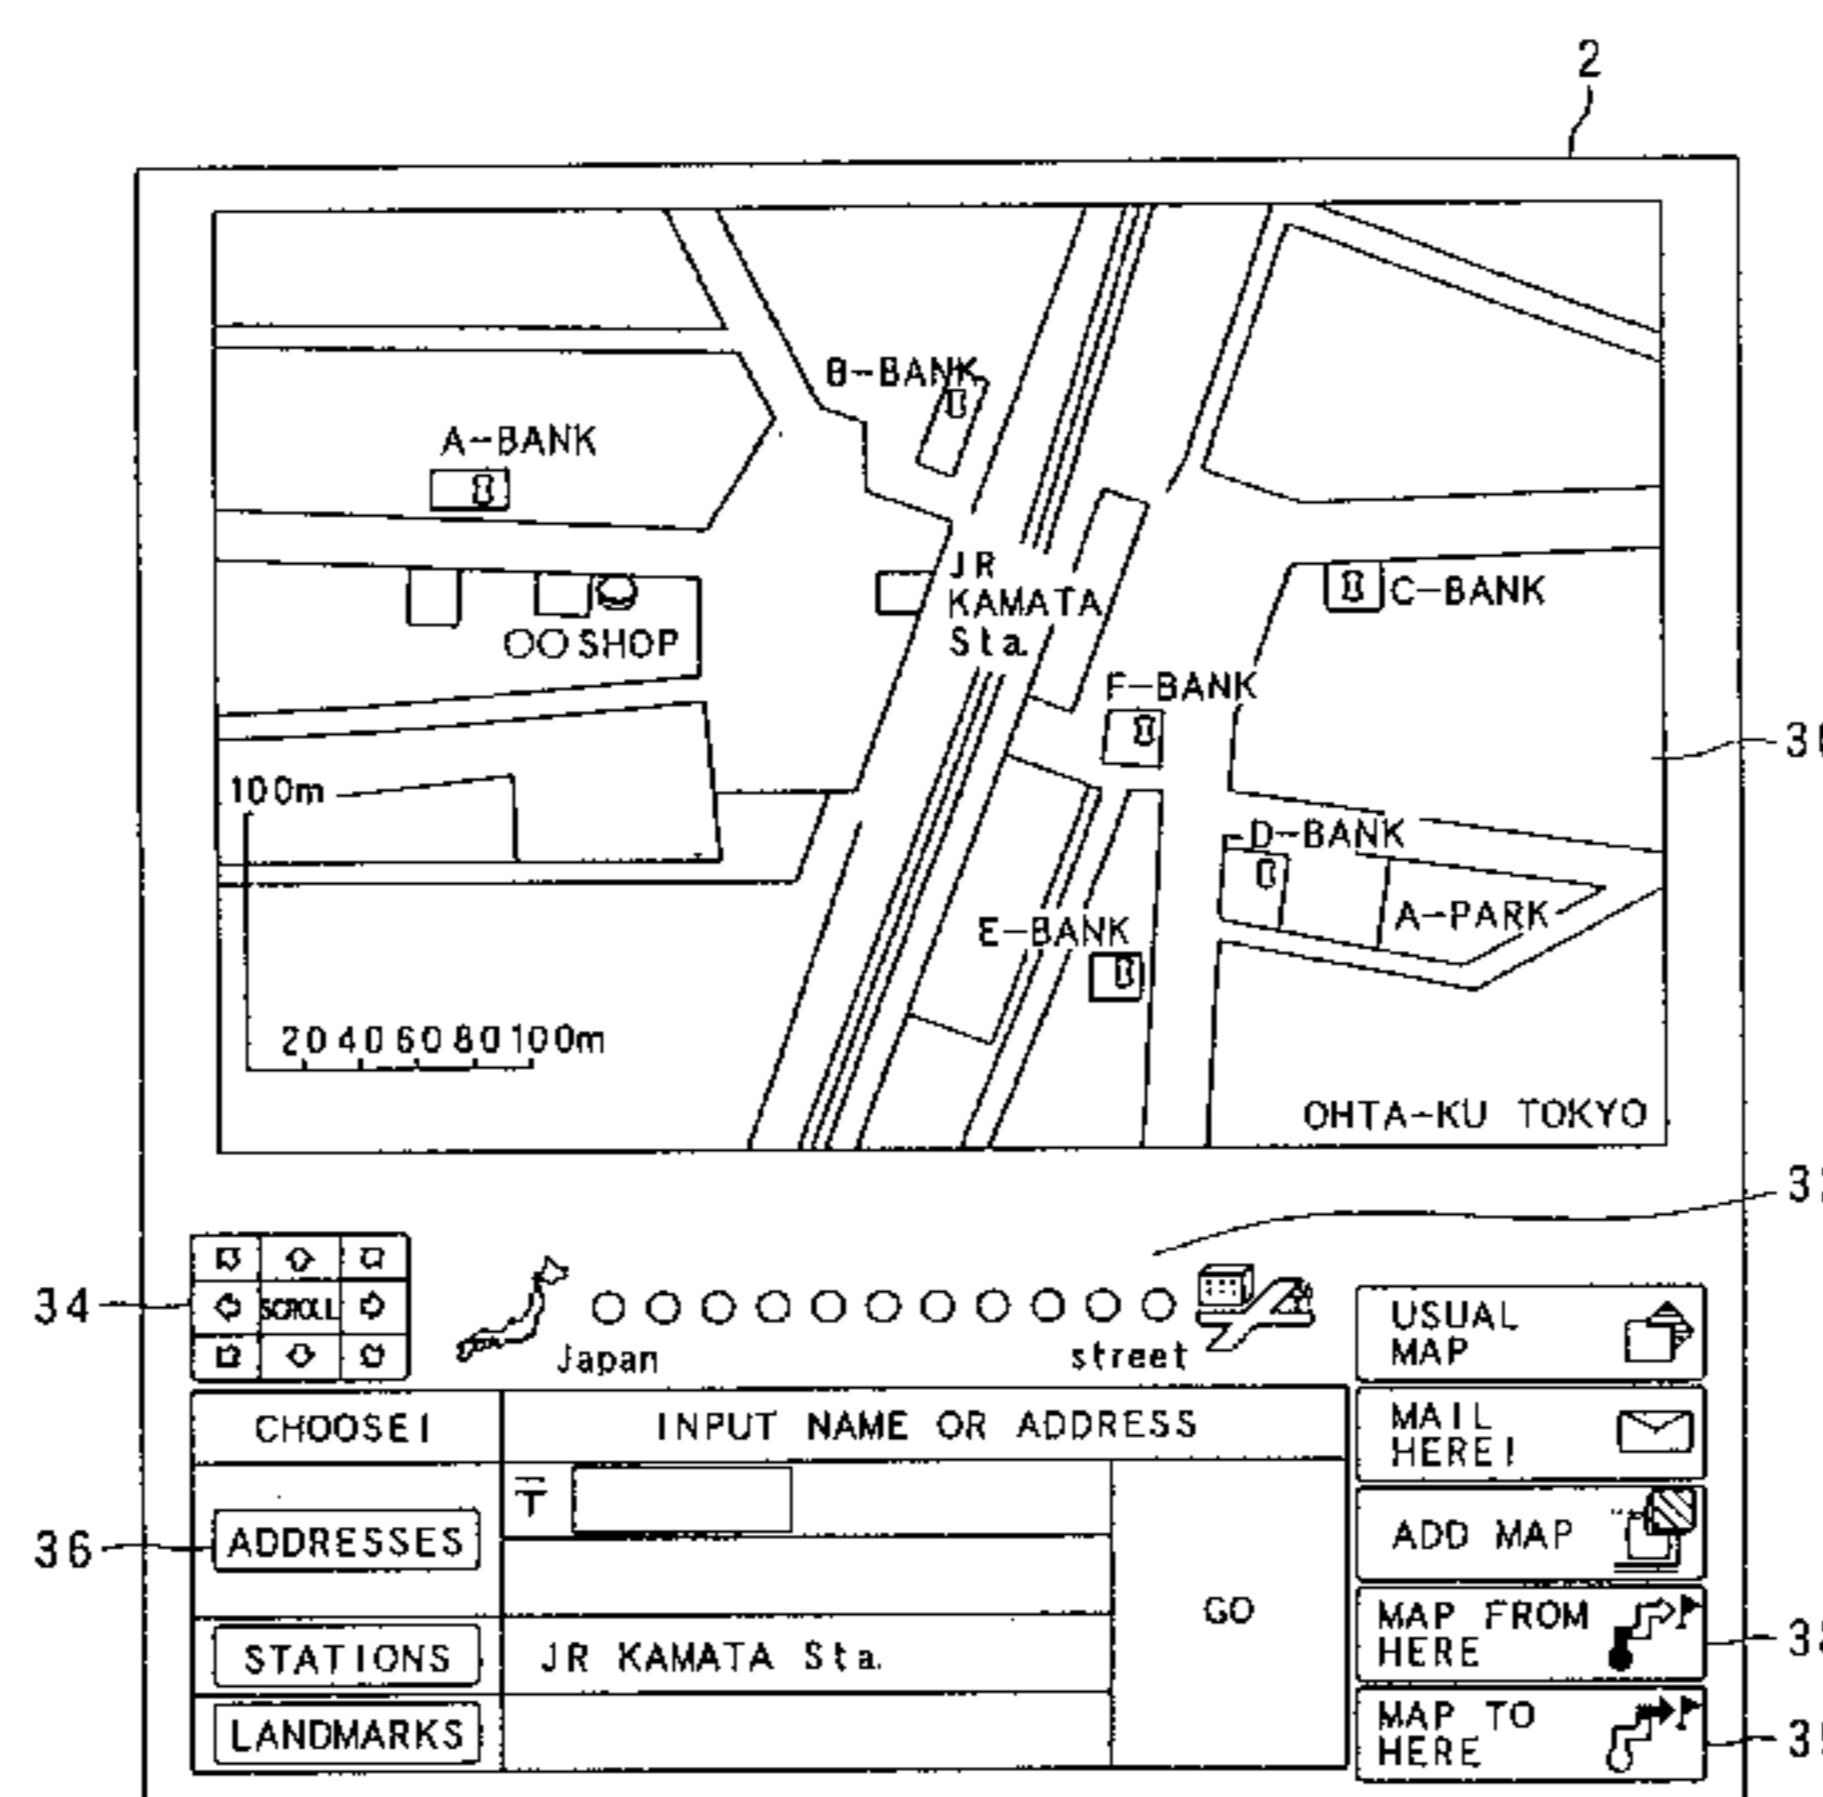 2
B-BANK
A-BANK
JR
KAMATA
Sta.
C-BANK
○○SHOP
F-BANK
100m
D-BANK
A-PARK
E-BANK
20 40 60 80 100m
OHTA-KU TOKYO
34
SCROLL
Japan
street
USUAL
MAP
CHOOSE!
INPUT NAME OR ADDRESS
MAIL
HERE!
〒
36
ADDRESSES
ADD MAP
GO
MAP FROM
HERE
STATIONS
JR KAMATA Sta.
LANDMARKS
MAP TO
HERE